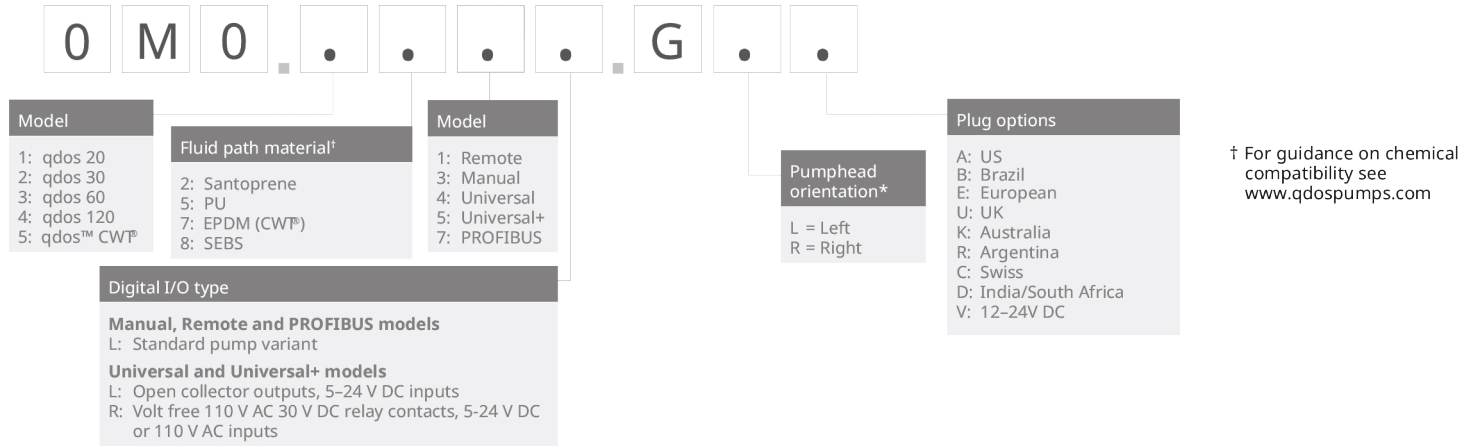 0 M 0 . . . . . . G . .
Model
1: qdos 20
2: qdos 30
3: qdos 60
4: qdos 120
5: qdos™ CWT®
Fluid path material†
2: Santoprene
5: PU
7: EPDM (CWT®)
8: SEBS
Model
1: Remote
3: Manual
4: Universal
5: Universal+
7: PROFIBUS
Digital I/O type
Manual, Remote and PROFIBUS models
L: Standard pump variant
Universal and Universal+ models
L: Open collector outputs, 5–24 V DC inputs
R: Volt free 110 V AC 30 V DC relay contacts, 5-24 V DC
or 110 V AC inputs
Pumphead
orientation*
L = Left
R = Right
Plug options
A: US
B: Brazil
E: European
U: UK
K: Australia
R: Argentina
C: Swiss
D: India/South Africa
V: 12–24V DC
† For guidance on chemical
compatibility see
www.qdospumps.com